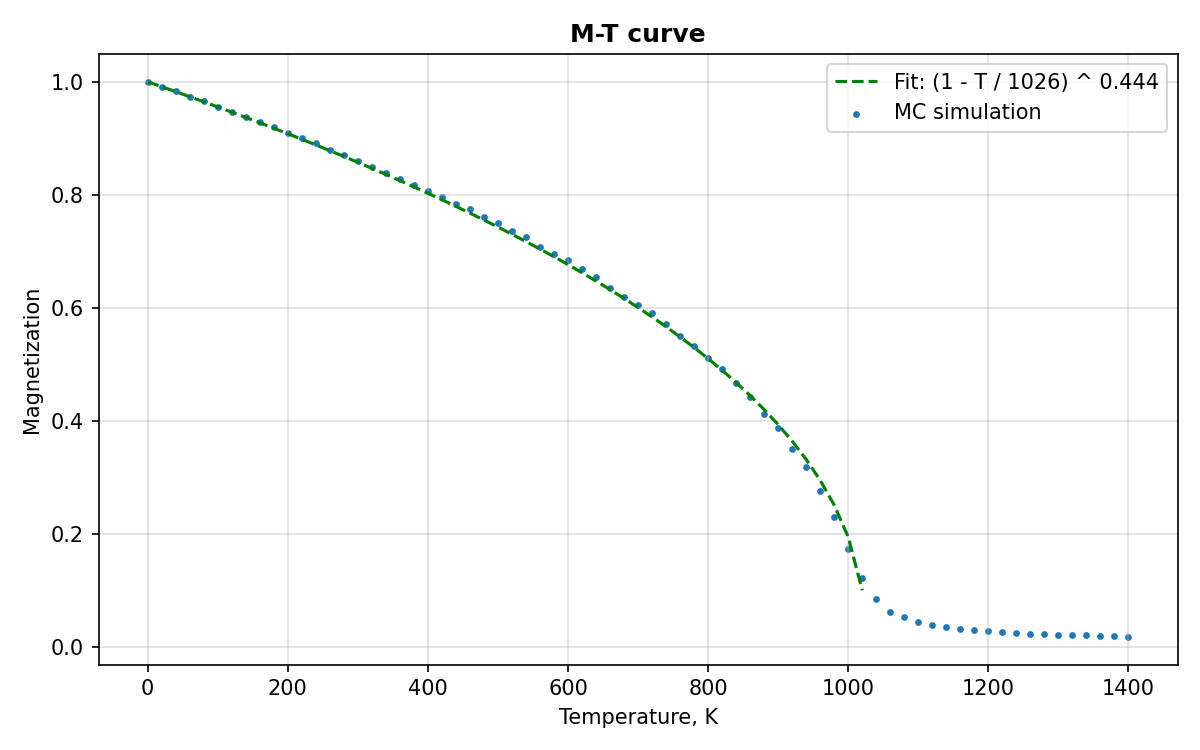 M-T curve
Fit: (1 - T / 1026) ^ 0.444
MC simulation
Magnetization
1.0
0.8
0.6
0.4
0.2
0.0
0 200 400 600 800 1000 1200 1400
Temperature, K